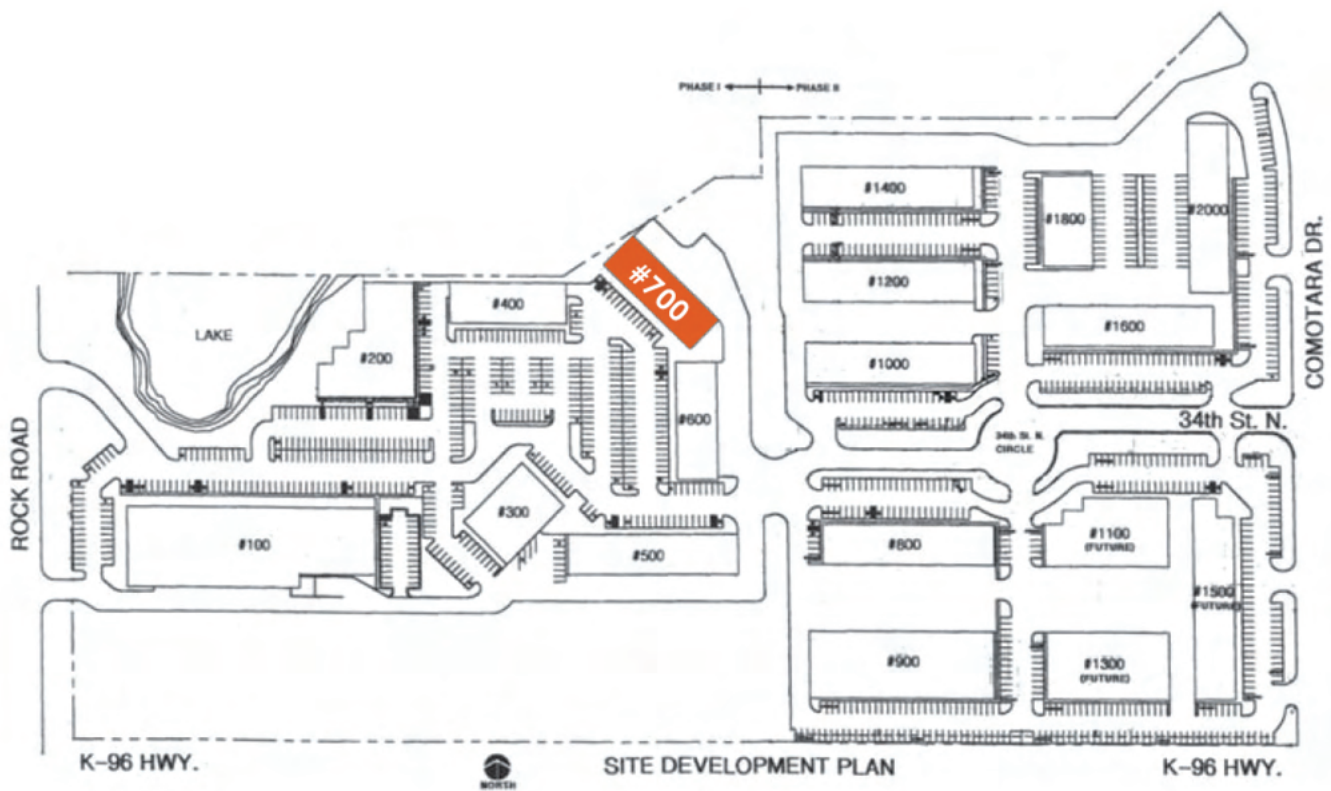 PHASE I
PHASE II
#1400
#1800
#2000
#700
#1200
#400
LAKE
#200
#1600
#1000
#600
COMOTARA DR.
34th St. N.
34th St. N.
CIRCLE
ROCK ROAD
#300
#100
#500
#800
#1100
(FUTURE)
#1500
(FUTURE)
#900
#1300
(FUTURE)
K-96 HWY.
NORTH
SITE DEVELOPMENT PLAN
K-96 HWY.